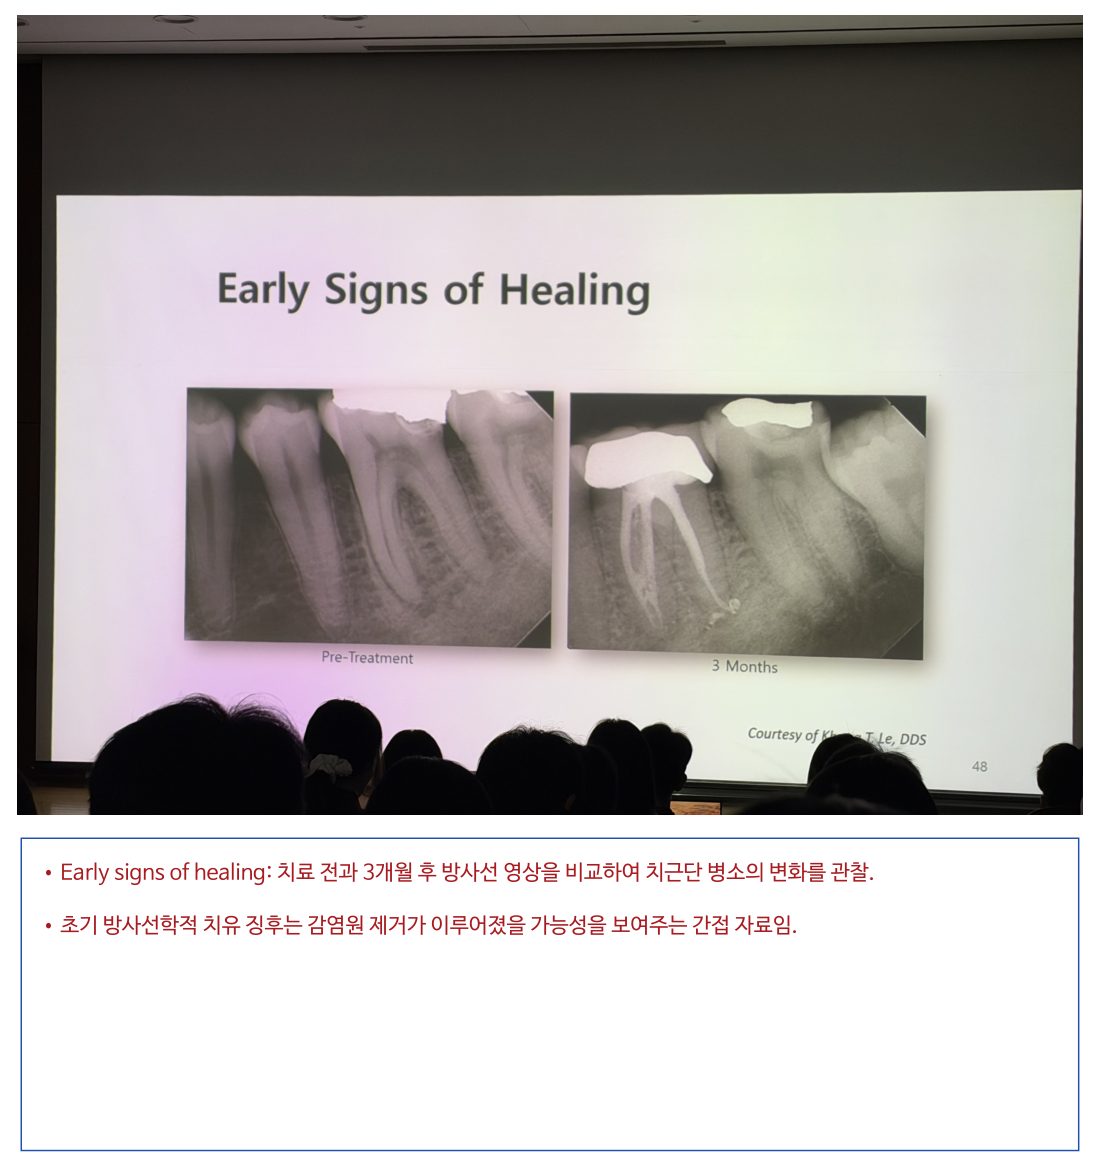 Early Signs of Healing
Pre-Treatment
3 Months
Courtesy of T. Le, DDS
48
• Early signs of healing: 치료 전과 3개월 후 방사선 영상을 비교하여 치근단 병소의 변화를 관찰.
• 초기 방사선학적 치유 징후는 감염원 제거가 이루어졌을 가능성을 보여주는 간접 자료임.